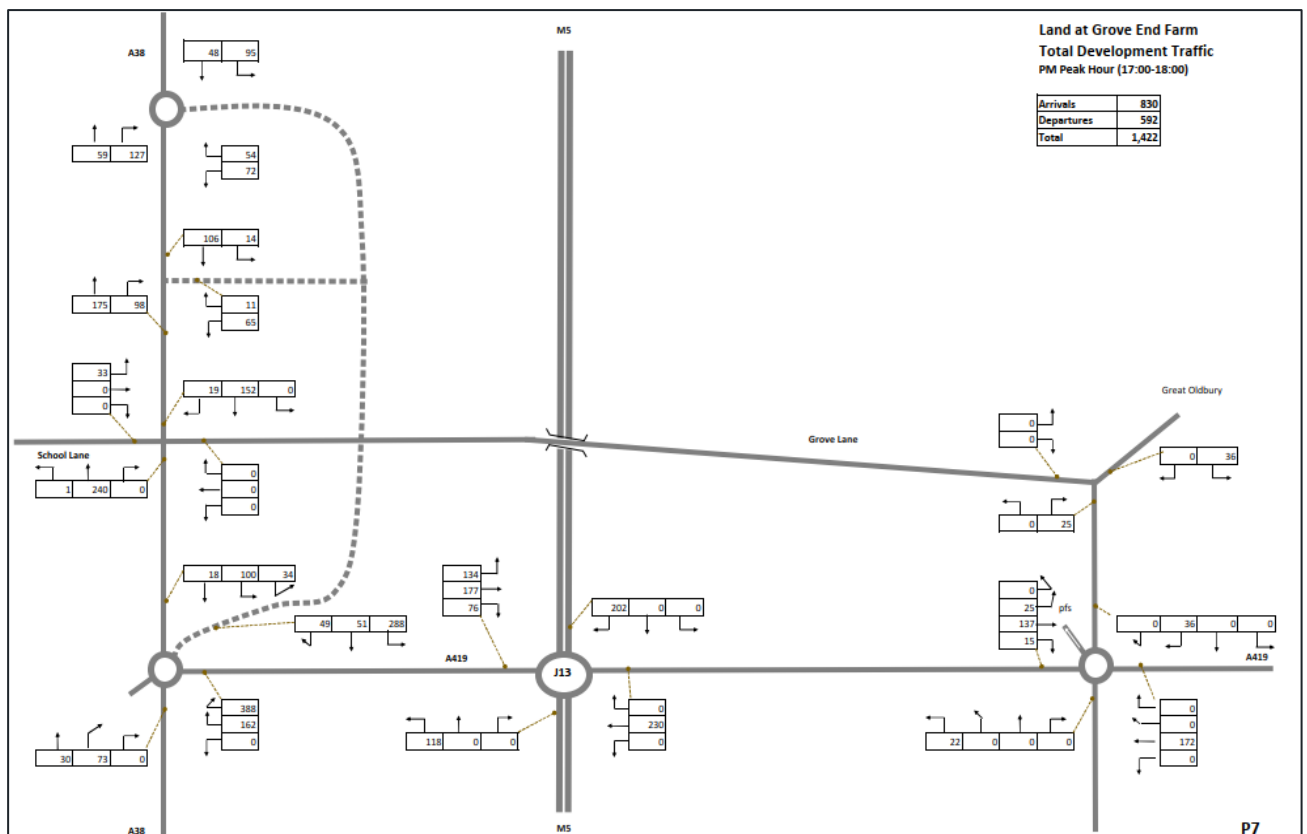 M5
Land at Grove End Farm
Total Development Traffic
PM Peak Hour (17:00-18:00)
A38
48 95
Arrivals 830
Departures 592
Total 1,422
59 127
54
72
106 14
175 98
11
65
33
0
0
19 152 0
Great Oldbury
0
0
Grove Lane
0 36
School Lane
1 240 0
0
0
0
0 25
18 100 34
134
177
76
202 0 0
0
25
137
15
pfs
49 51 288
0 36 0 0
A419
J13
A419
388
162
0
0
230
0
0
0
172
0
118 0 0
22 0 0 0
30 73 0
A38
M5
P7